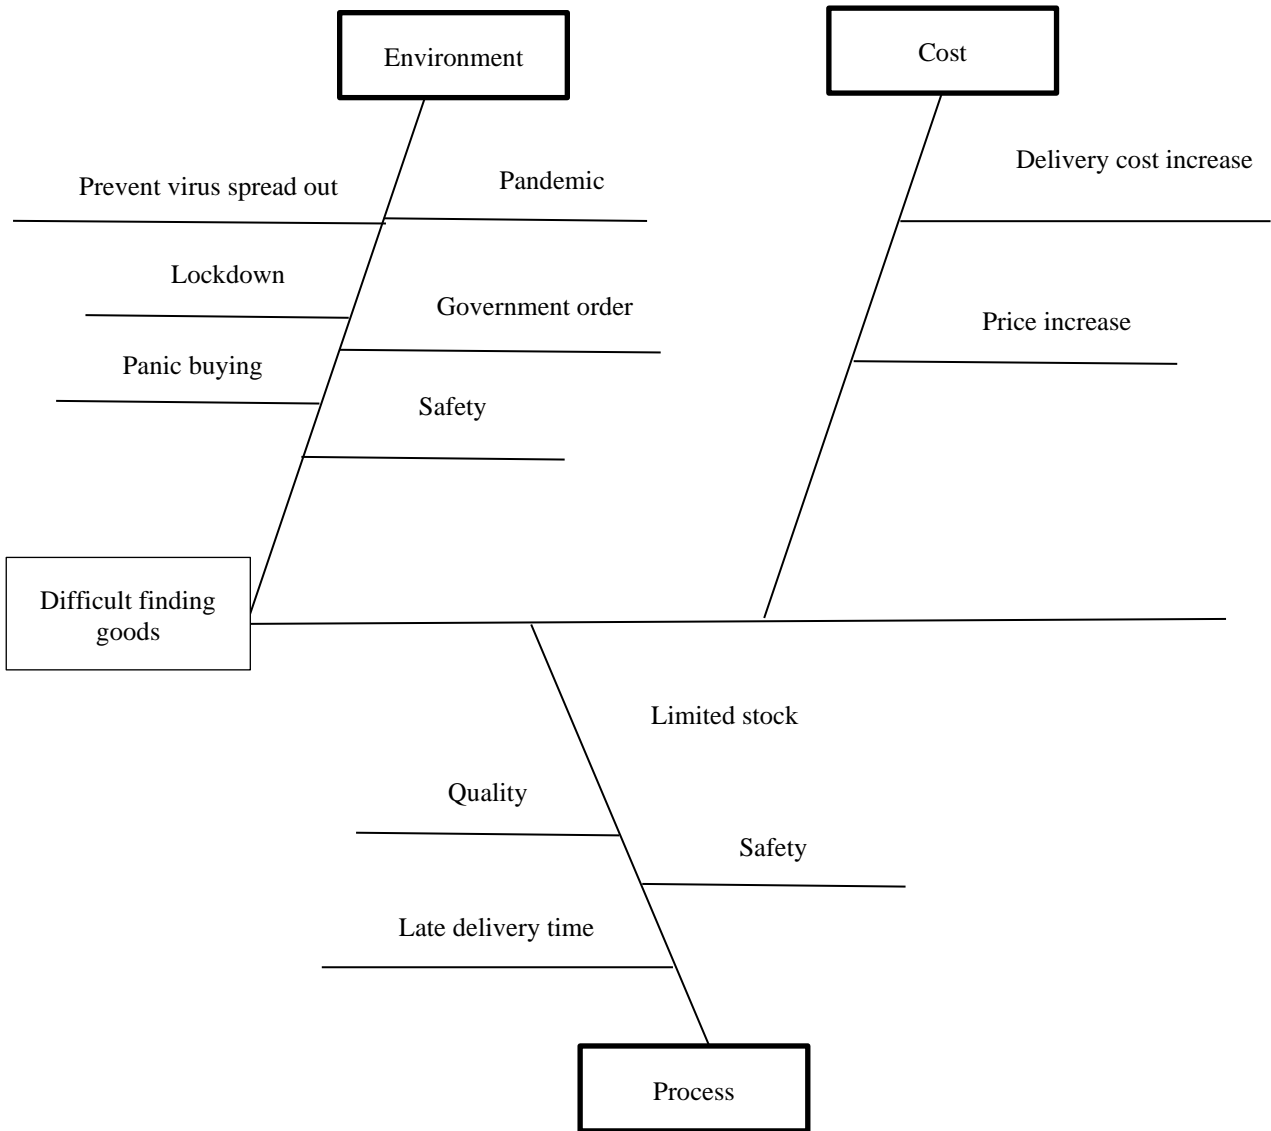 Environment
Cost
Delivery cost increase
Prevent virus spread out
Pandemic
Lockdown
Government order
Price increase
Panic buying
Safety
Difficult finding
goods
Limited stock
Quality
Safety
Late delivery time
Process